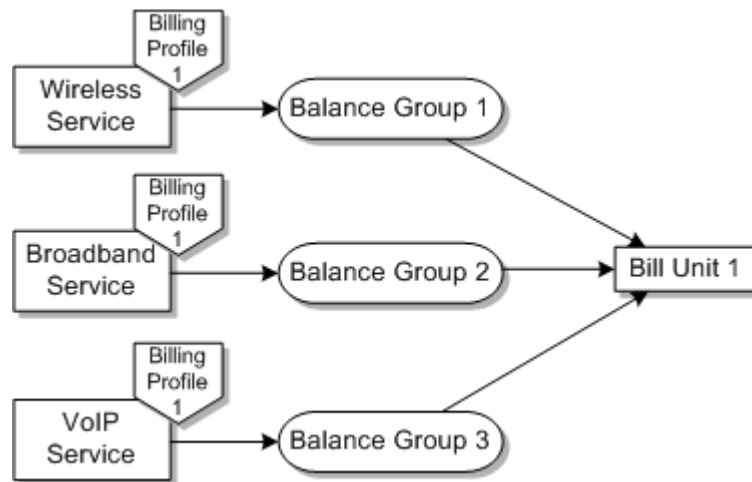 Billing
Profile
1
Wireless
Service
Balance Group 1
Billing
Profile
1
Broadband
Service
Balance Group 2
Bill Unit 1
Billing
Profile
1
VoIP
Service
Balance Group 3